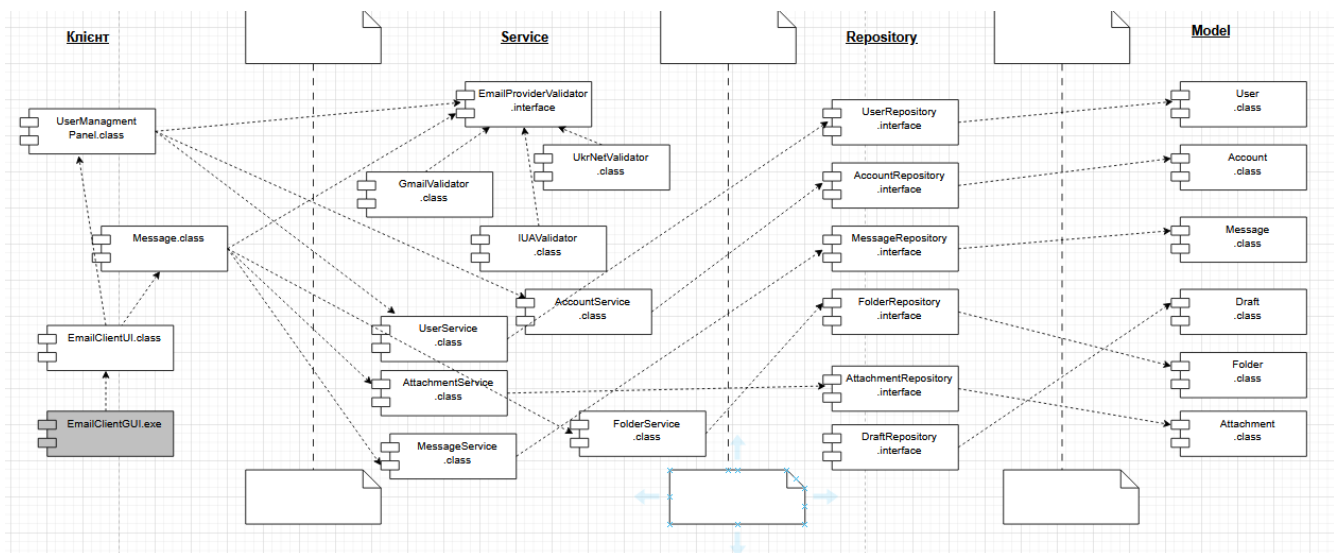 Клієнт
Service
Repository
Model
UserManagment
Panel.class
Message.class
EmailClientUI.class
EmailClientGUI.exe
EmailProviderValidator
.interface
UkrNetValidator
.class
GmailValidator
.class
IUAValidator
.class
AccountService
.class
UserService
.class
AttachmentService
.class
FolderService
.class
MessageService
.class
UserRepository
.interface
AccountRepository
.interface
MessageRepository
.interface
FolderRepository
.interface
AttachmentRepository
.interface
DraftRepository
.interface
User
.class
Account
.class
Message
.class
Draft
.class
Folder
.class
Attachment
.class